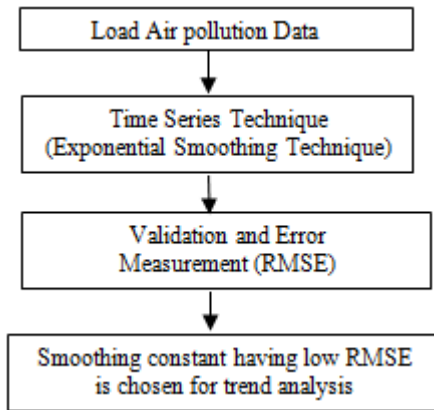 Load Air pollution Data
Time Series Technique
(Exponential Smoothing Technique)
Validation and Error
Measurement (RMSE)
Smoothing constant having low RMSE
is chosen for trend analysis